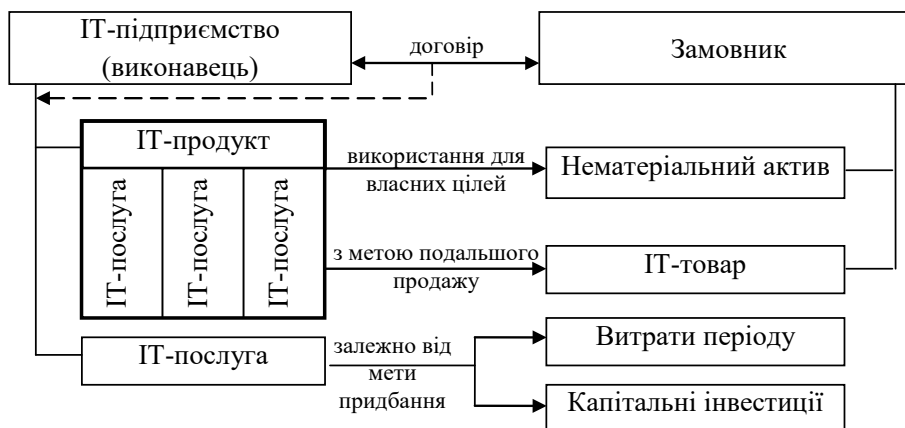 ІТ-підприємство
(виконавець)
договір
Замовник
ІТ-продукт
ІТ-послуга
ІТ-послуга
ІТ-послуга
використання для
власних цілей
Нематеріальний актив
з метою подальшого
продажу
ІТ-товар
ІТ-послуга
залежно від
мети
придбання
Витрати періоду
Капітальні інвестиції